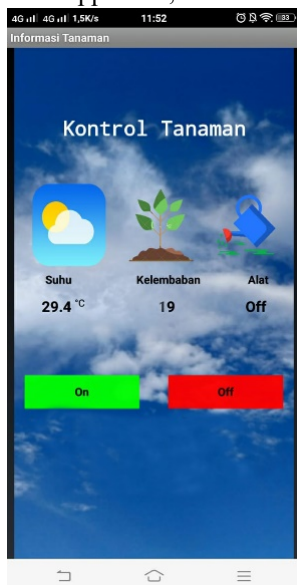 4G 4G 1,5K/s 11:52 33
Informasi Tanaman
Kontrol Tanaman
Suhu Kelembaban Alat
29.4 °C 19 Off
On Off